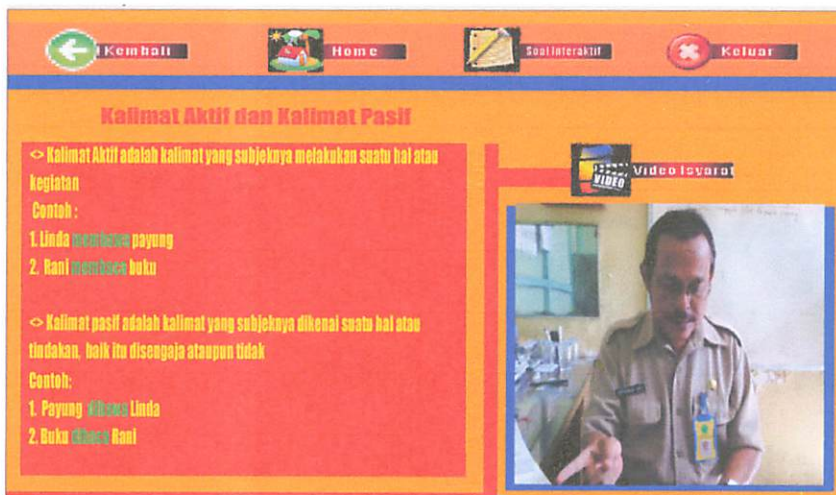 Kembali
Home
Soal Interaktif
Keluar
Kalimat Aktif dan Kalimat Pasif
<> Kalimat Aktif adalah kalimat yang subjeknya melakukan suatu hal atau
kegiatan
Contoh :
1. Linda membawa payung
2. Rani membaca buku
<> Kalimat pasif adalah kalimat yang subjeknya dikenai suatu hal atau
tindakan, baik itu disengaja ataupun tidak
Contoh:
1. Payung dibawa Linda
2. Buku dibaca Rani
VIDEO
Video Isyarat